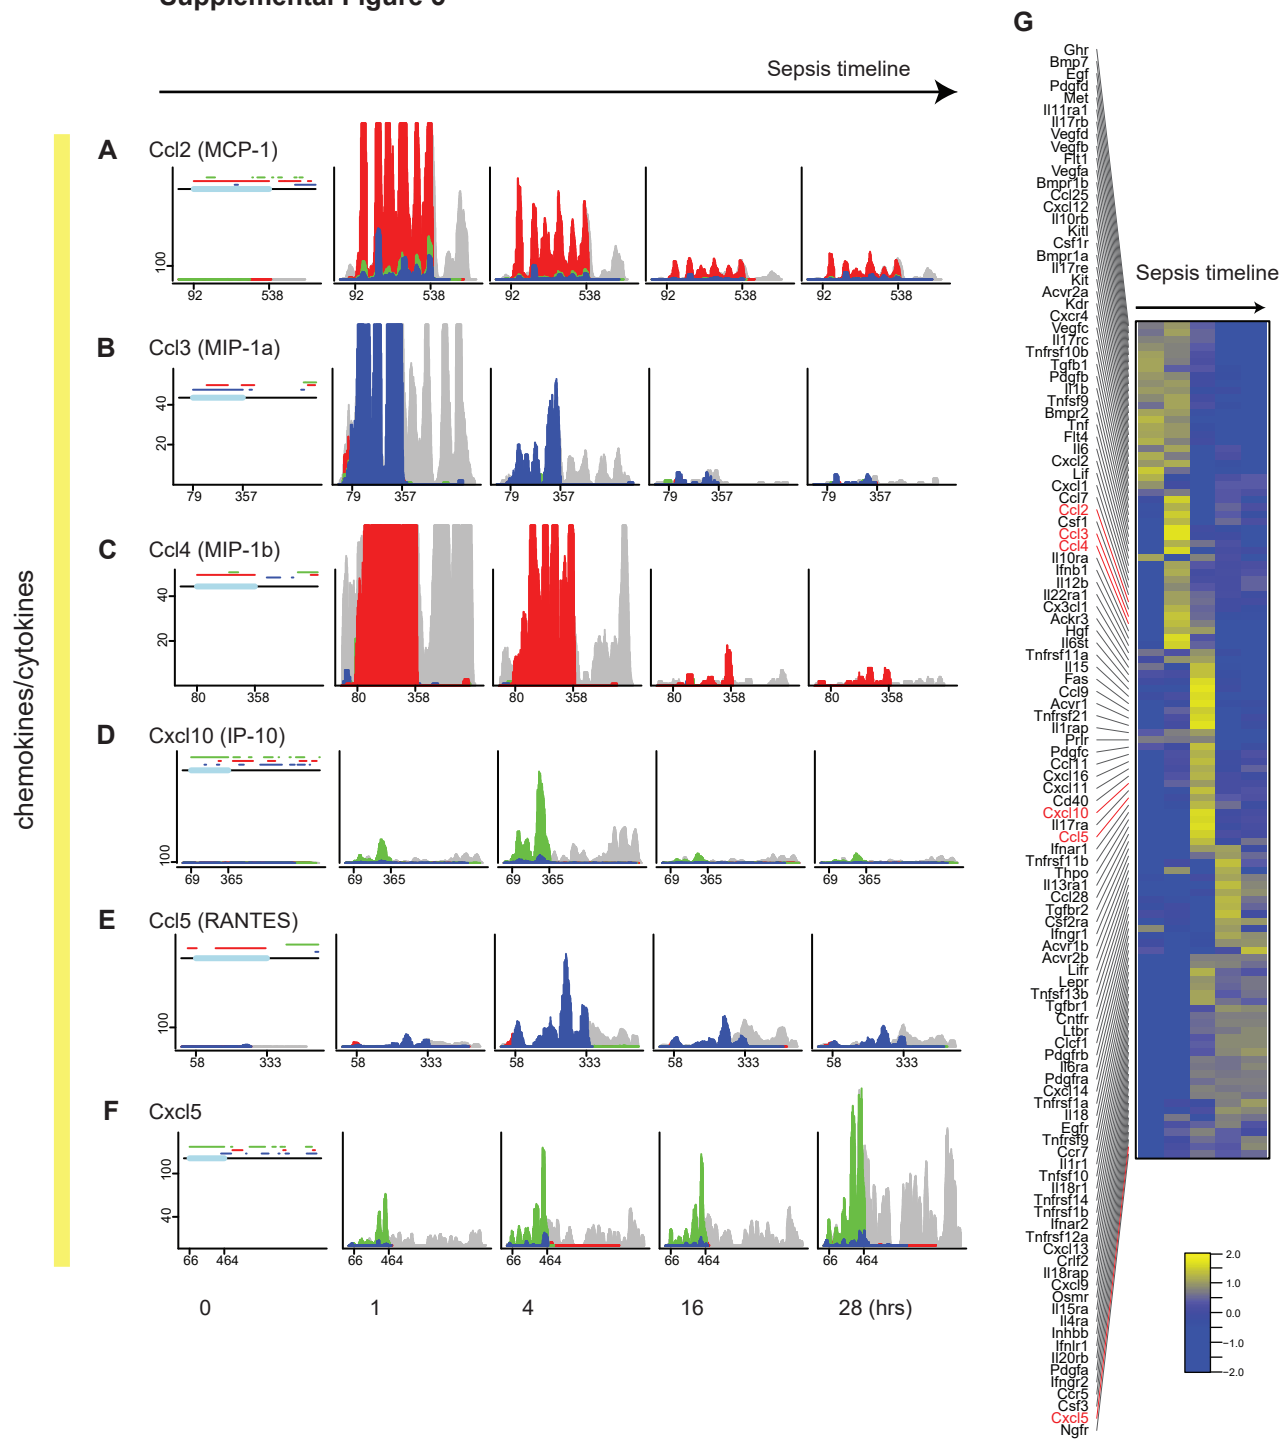 Supplemental Figure 6
Sepsis timeline
chemokines/cytokines
A Ccl2 (MCP-1)
100
92 538 92 538 92 538 92 538 92 538
B Ccl3 (MIP-1a)
40
20
79 357 79 357 79 357 79 357 79 357
C Ccl4 (MIP-1b)
40
20
80 358 80 358 80 358 80 358 80 358
D Cxcl10 (IP-10)
100
69 365 69 365 69 365 69 365 69 365
E Ccl5 (RANTES)
100
58 333 58 333 58 333 58 333 58 333
F Cxcl5
100
40
66 464 66 464 66 464 66 464 66 464
0 1 4 16 28 (hrs)
G
Sepsis timeline
Ghr
Bmp7
Egf
Pdgfd
Met
Il11ra1
Il17rb
Vegfd
Vegfb
Flt1
Vegfa
Bmpr1b
Ccl25
Cxcl12
Il10rb
Kitl
Csf1r
Bmpr1a
Il17re
Kit
Acvr2a
Kdr
Cxcr4
Vegfc
Il17rc
Tnfrsf10b
Tgfb1
Pdgfb
Il1b
Tnfsf9
Bmpr2
Tnf
Flt4
Il6
Cxcl2
Lif
Cxcl1
Ccl7
Ccl2
Csf1
Ccl3
Ccl4
Il10ra
Ifnb1
Il12b
Il22ra1
Cx3cl1
Ackr3
Hgf
Il6st
Tnfrsf11a
Il15
Fas
Ccl9
Acvr1
Tnfrsf21
Il1rap
Prlr
Pdgfc
Ccl11
Cxcl16
Cxcl11
Cd40
Cxcl10
Il17ra
Ccl5
Ifnar1
Tnfrsf11b
Thpo
Il13ra1
Ccl28
Tgfbr2
Csf2ra
Ifngr1
Acvr1b
Acvr2b
Lifr
Lepr
Tnfsf13b
Tgfbr1
Cntfr
Ltbr
Clcf1
Pdgfrb
Il6ra
Pdgfra
Cxcl14
Tnfrsf1a
Il18
Egfr
Tnfrsf9
Ccr7
Il1r1
Tnfsf10
Il18r1
Tnfrsf14
Tnfrsf1b
Ifnar2
Tnfrsf12a
Cxcl13
Crlf2
Il18rap
Cxcl9
Osmr
Il15ra
Il4ra
Inhbb
Ifnlr1
Il20rb
Pdgfa
Ifngr2
Ccr5
Csf3
Cxcl5
Ngfr
2.0
1.0
0.0
−1.0
−2.0